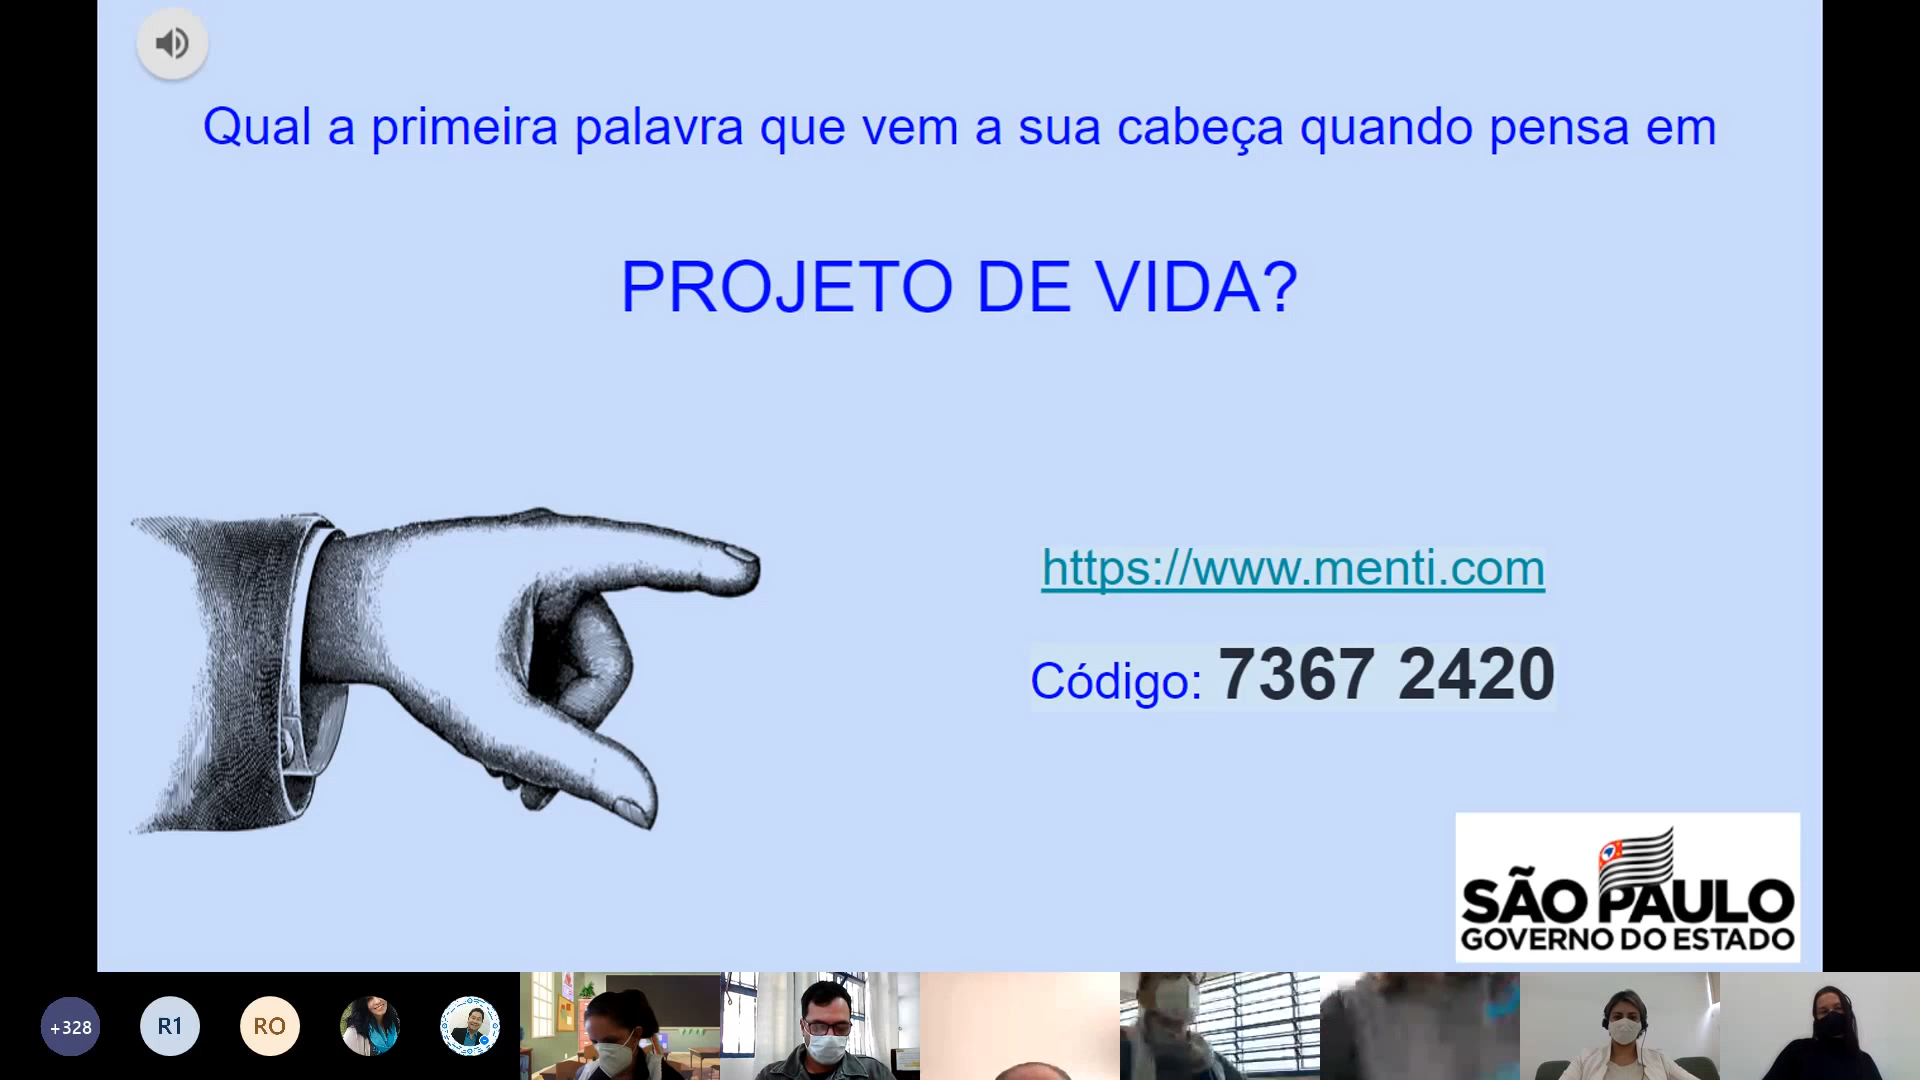 Qual a primeira palavra que vem a sua cabeça quando pensa em
PROJETO DE VIDA?
https://www.menti.com
Código: 7367 2420
SÃO PAULO
GOVERNO DO ESTADO
+328
R1
RO